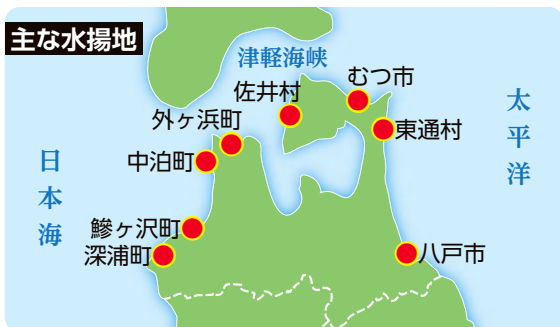 主な水揚地
津軽海峡
むつ市
佐井村
太平洋
東通村
外ヶ浜町
中泊町
日本海
鰺ヶ沢町
深浦町
八戸市